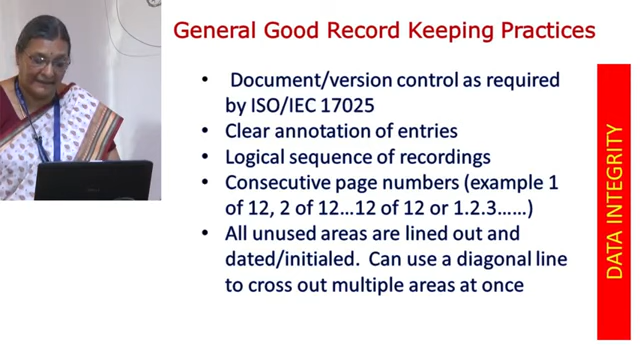 General Good Record Keeping Practices
• Document/version control as required
by ISO/IEC 17025
• Clear annotation of entries
• Logical sequence of recordings
• Consecutive page numbers (example 1
of 12, 2 of 12…12 of 12 or 1.2.3……)
• All unused areas are lined out and
dated/initialed. Can use a diagonal line
to cross out multiple areas at once
DATA INTEGRITY